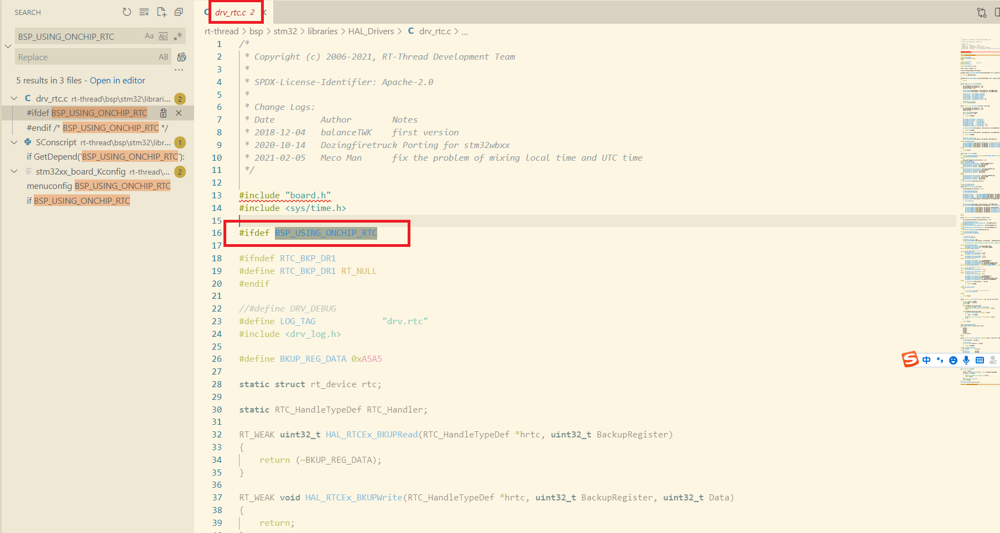 SEARCH
BSP_USING_ONCHIP_RTC
Aa
Abl
Replace
AB
5 results in 3 files - Open in editor
drv_rtc.c rt-thread\bsp\stm32\librari... 2
#ifdef BSP_USING_ONCHIP_RTC
#endif /* BSP_USING_ONCHIP_RTC */
SConscript rt-thread\bsp\stm32\libr... 1
if GetDepend('BSP_USING_ONCHIP_RTC'):
stm32xx_board_Kconfig rt-thread\... 2
menuconfig BSP_USING_ONCHIP_RTC
if BSP_USING_ONCHIP_RTC
C drv_rtc.c 2
rt-thread > bsp > stm32 > libraries > HAL_Drivers > C drv_rtc.c > ...
1 /*
2 * Copyright (c) 2006-2021, RT-Thread Development Team
3 *
4 * SPDX-License-Identifier: Apache-2.0
5 *
6 * Change Logs:
7 * Date Author Notes
8 * 2018-12-04 balanceTWK first version
9 * 2020-10-14 Dozingfiretruck Porting for stm32wbxx
10 * 2021-02-05 Meco Man fix the problem of mixing local time and UTC time
11 */
12
13 #include "board.h"
14 #include <sys/time.h>
15
16 #ifdef BSP_USING_ONCHIP_RTC
17
18 #ifndef RTC_BKP_DR1
19 #define RTC_BKP_DR1 RT_NULL
20 #endif
21
22 //#define DRV_DEBUG
23 #define LOG_TAG "drv.rtc"
24 #include <drv_log.h>
25
26 #define BKUP_REG_DATA 0xA5A5
27
28 static struct rt_device rtc;
29
30 static RTC_HandleTypeDef RTC_Handler;
31
32 RT_WEAK uint32_t HAL_RTCEx_BKUPRead(RTC_HandleTypeDef *hrtc, uint32_t BackupRegister)
33 {
34 return (~BKUP_REG_DATA);
35 }
36
37 RT_WEAK void HAL_RTCEx_BKUPWrite(RTC_HandleTypeDef *hrtc, uint32_t BackupRegister, uint32_t Data)
38 {
39 return;
S 中